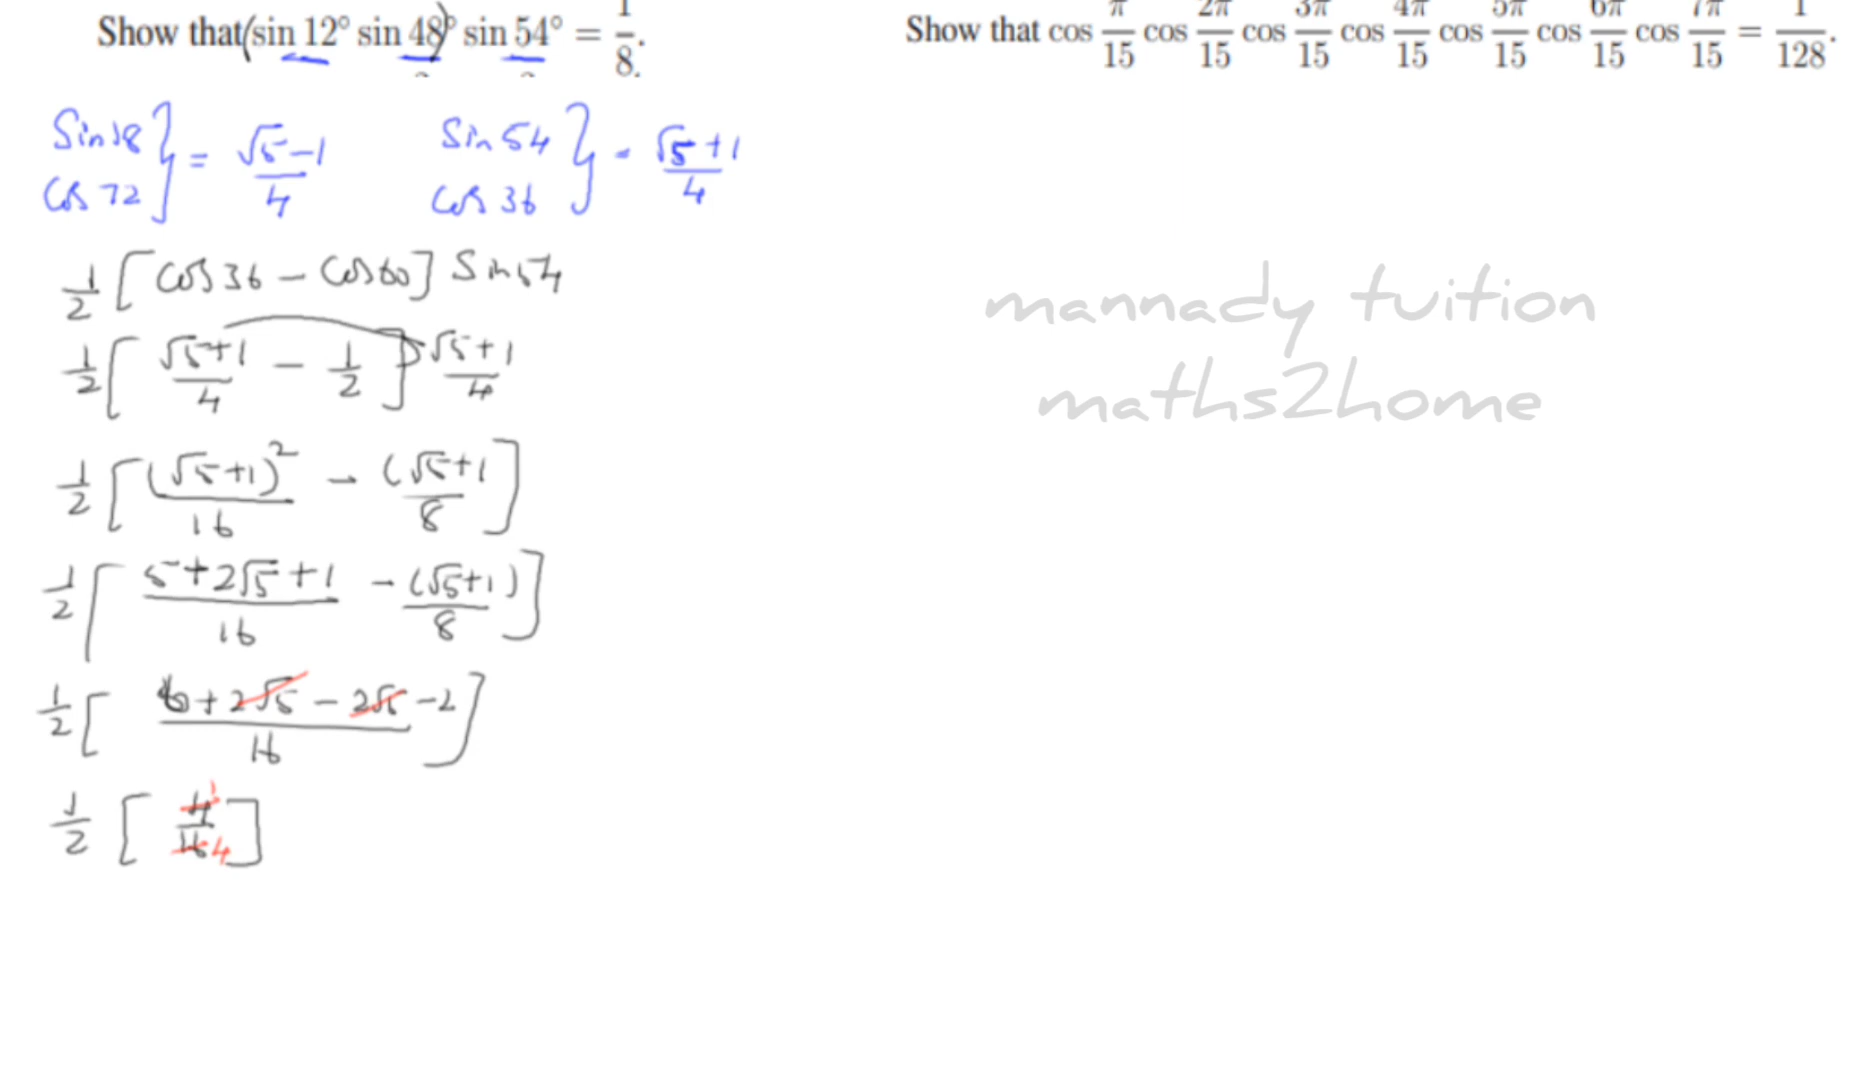 Show that (sin 12° sin 48°) sin 54° = 1/8.
Sin 18 } = (√5 - 1)/4
Cos 72
Sin 54 } = (√5 + 1)/4
Cos 36
1/2 [Cos 36 - Cos 60] Sin 54
1/2 [(√5+1)/4 - 1/2] (√5+1)/4
1/2 [(√5+1)²/16 - (√5+1)/8]
1/2 [(5+2√5+1)/16 - (√5+1)/8]
1/2 [(6+2√5 - 2√5 - 2)/16]
1/2 [4/16] 1 4
Show that cos π/15 cos 2π/15 cos 3π/15 cos 4π/15 cos 5π/15 cos 6π/15 cos 7π/15 = 1/128.
mannady tuition
maths2home